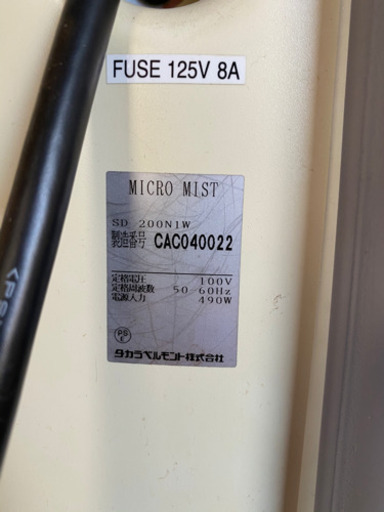 FUSE 125V 8A
MICRO MIST
SD 200N1W
製造番号 CAC040022
定格電圧 100V
定格周波数 50 60Hz
電源入力 490W
PS
E
タカラベルモント株式会社